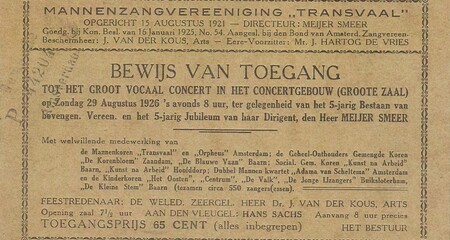 MANNENZANGVEREENIGING „TRANSVAAL”
OPGERICHT 15 AUGUSTUS 1921 — DIRECTEUR: MEIJER SMEER
Goedg. bij Kon. Besl. van 16 Januari 1925, No. 54. Aangesl. bij den Bond van Amsterd. Zangvereen.
Beschermheer: J. VAN DER KOUS, Arts — Eere-Voorzitter: Mr. J. HARTOG DE VRIES
BEWIJS VAN TOEGANG
TOT HET GROOT VOCAAL CONCERT IN HET CONCERTGEBOUW (GROOTE ZAAL)
op Zondag 29 Augustus 1926 's avonds 8 uur, ter gelegenheid van het 5-jarig Bestaan van
bovengen. Vereen. en het 5-jarig Jubileum van haar Dirigent, den Heer MEIJER SMEER
Met welwillende medewerking van
de Mannenkoren „Transvaal” en „Orpheus” Amsterdam; de Geheel-Onthouders Gemengde Koren
„De Korenbloem” Zaandam, „De Blauwe Vaan” Baarn; Social. Gem. Koren „Kunst na Arbeid”
Baarn, „Kunst na Arbeid” Hoofddorp; Dubbel Mannen kwartet „Adama van Scheltema” Amsterdam
en de Kinderkoren „Het Oosten”, „Centrum”, „De Valk”, „De Jonge IJzangers” Buiksloterham,
„De Kleine Stem” Baarn (tezamen circa 550 zangers(essen).
FEESTREDENAAR: DE WELED. ZEERGEL. HEER Dr. J. VAN DER KOUS, ARTS
Opening zaal 7½ uur AAN DEN VLEUGEL: HANS SACHS Aanvang 8 uur precies
TOEGANGSPRIJS 65 CENT (alles inbegrepen) HET BESTUUR